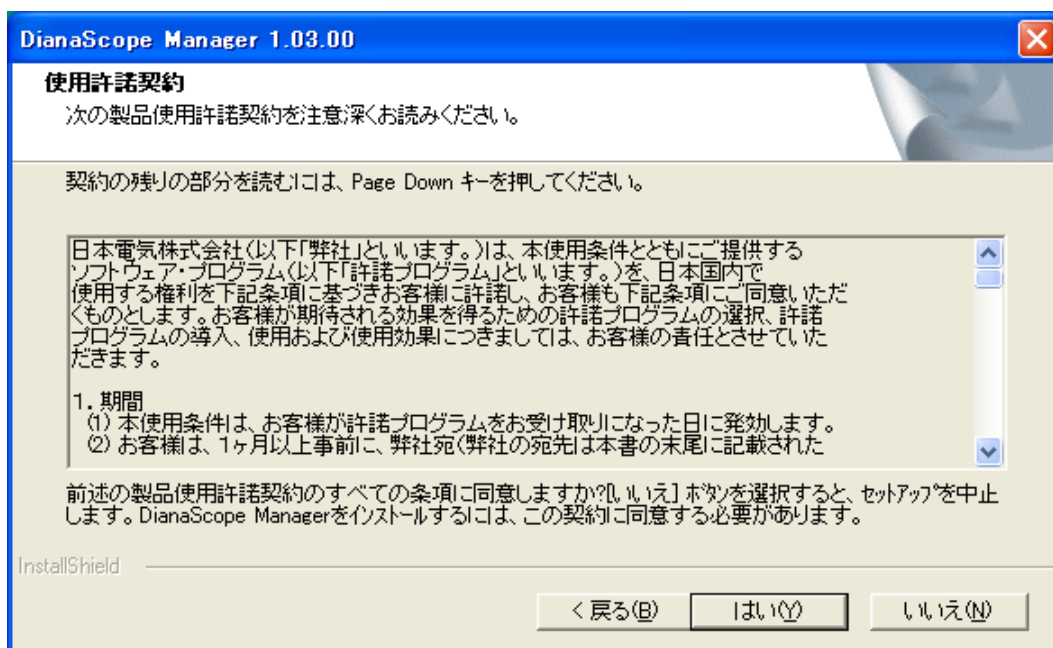 DianaScope Manager 1.03.00
使用許諾契約
次の製品使用許諾契約を注意深くお読みください。
契約の残りの部分を読むには、Page Down キーを押してください。
日本電気株式会社(以下「弊社」といいます。)は、本使用条件とともにご提供する
ソフトウェア・プログラム(以下「許諾プログラム」といいます。)を、日本国内で
使用する権利を下記条項に基づきお客様に許諾し、お客様も下記条項にご同意いただ
くものとします。お客様が期待される効果を得るための許諾プログラムの選択、許諾
プログラムの導入、使用および使用効果につきましては、お客様の責任とさせていた
だきます。
1. 期間
(1) 本使用条件は、お客様が許諾プログラムをお受け取りになった日に発効します。
(2) お客様は、1ヶ月以上事前に、弊社宛(弊社の宛先は本書の末尾に記載された
前述の製品使用許諾契約のすべての条項に同意しますか?[いいえ] ボタンを選択すると、セットアップを中止
します。DianaScope Managerをインストールするには、この契約に同意する必要があります。
InstallShield
< 戻る(B)
はい(Y)
いいえ(N)